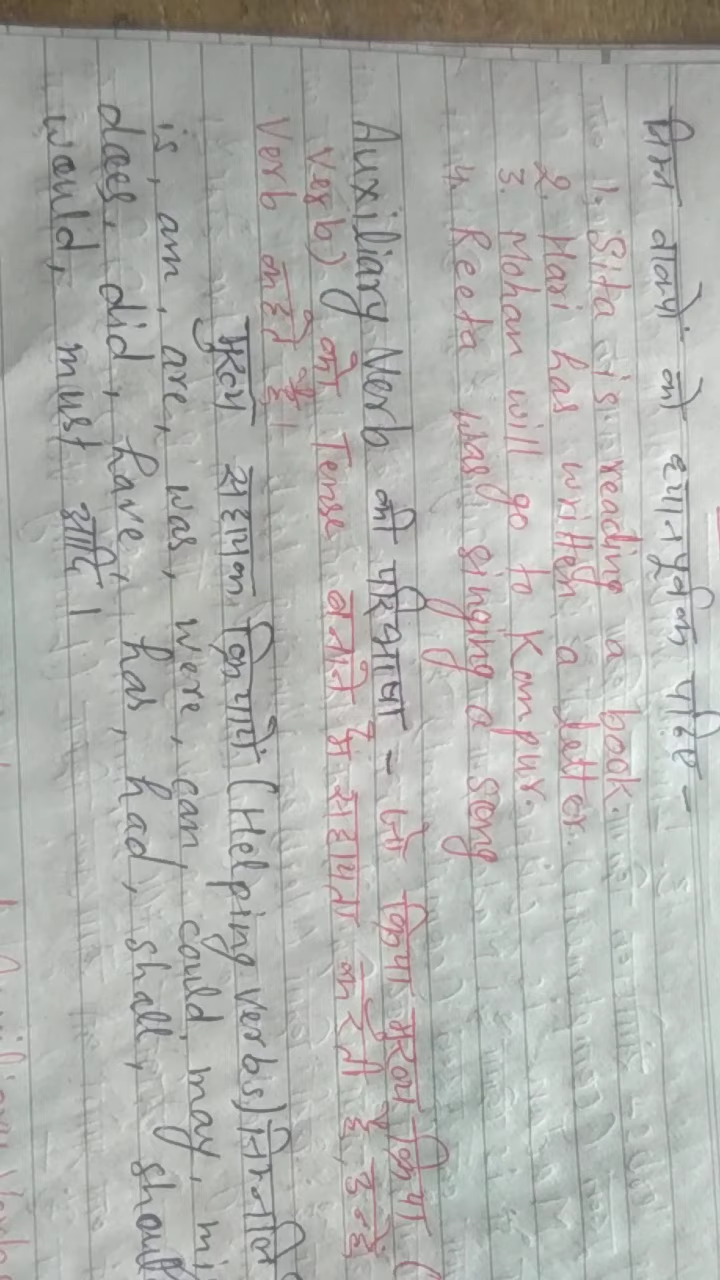 निम्न वाक्यो को ध्यानपूर्वक पढिए -
1. Sita is reading a book.
2. Hari has written a letter.
3. Mohan will go to Kanpur.
4. Reeta was singing a song
Auxiliary Verb की परिभाषा - जो क्रिया मुख्य क्रिया (
verb) को Tense बनाने मे सहायता करती है, उन्हे
verb कहते है।
मुख्य सहायक क्रियाये (Helping verbs)
is, am, are, was, were, can, could, may, mi
does, did, have, has, had, shall, shoul
would, must आदि।